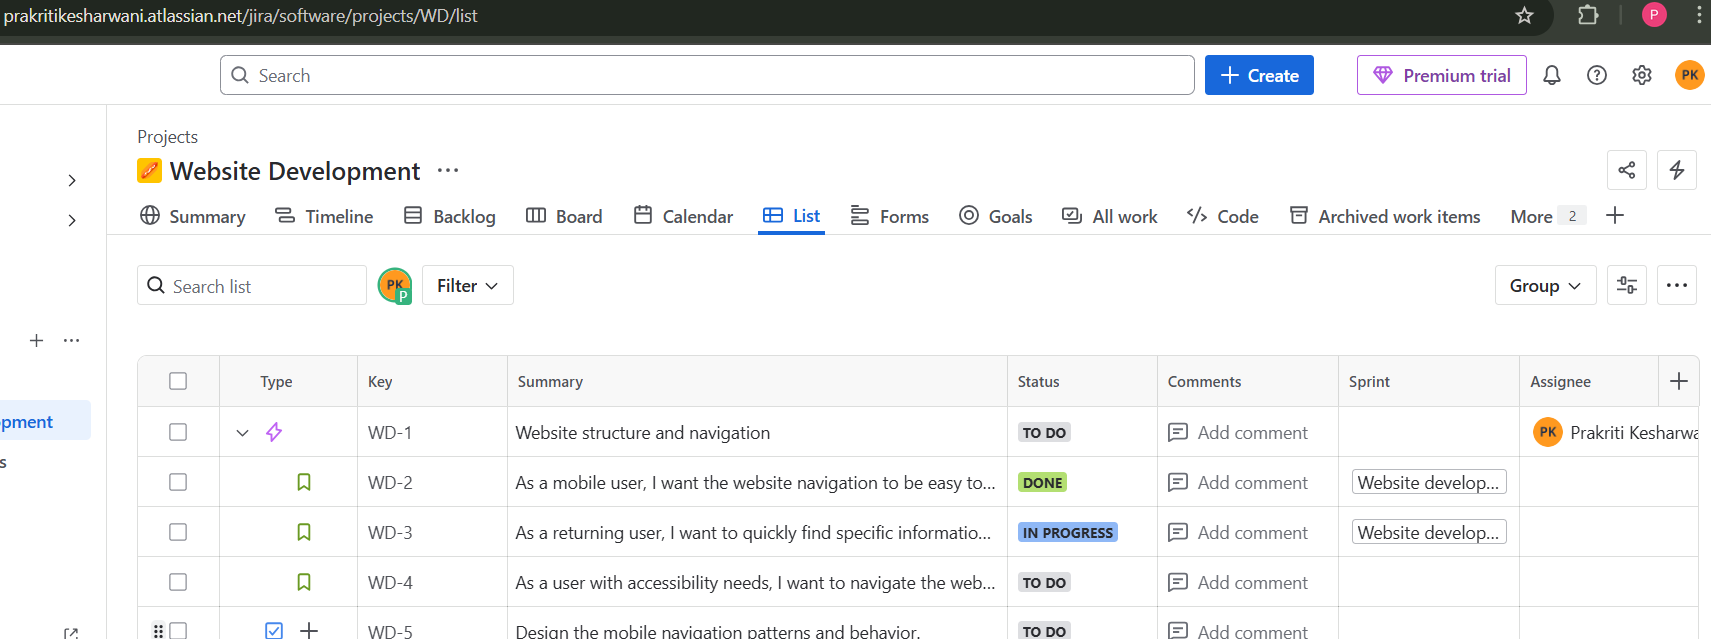 prakritikesharwani.atlassian.net/jira/software/projects/WD/list
P
Search
Create
Premium trial
PK
Projects
Website Development
Summary Timeline Backlog Board Calendar List Forms Goals All work Code Archived work items More 2
Search list
PK
P
Filter
Group
Type Key Summary Status Comments Sprint Assignee
WD-1 Website structure and navigation TO DO Add comment PK Prakriti Kesharwa
pment
WD-2 As a mobile user, I want the website navigation to be easy to... DONE Add comment Website develop...
s
WD-3 As a returning user, I want to quickly find specific informatio... IN PROGRESS Add comment Website develop...
WD-4 As a user with accessibility needs, I want to navigate the web... TO DO Add comment
WD-5 Design the mobile navigation patterns and behavior. TO DO Add comment